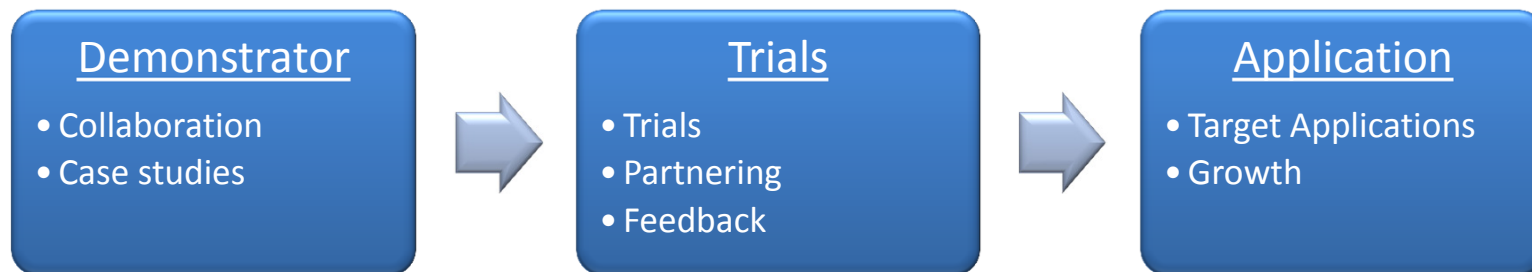 Demonstrator
• Collaboration
• Case studies
Trials
• Trials
• Partnering
• Feedback
Application
• Target Applications
• Growth